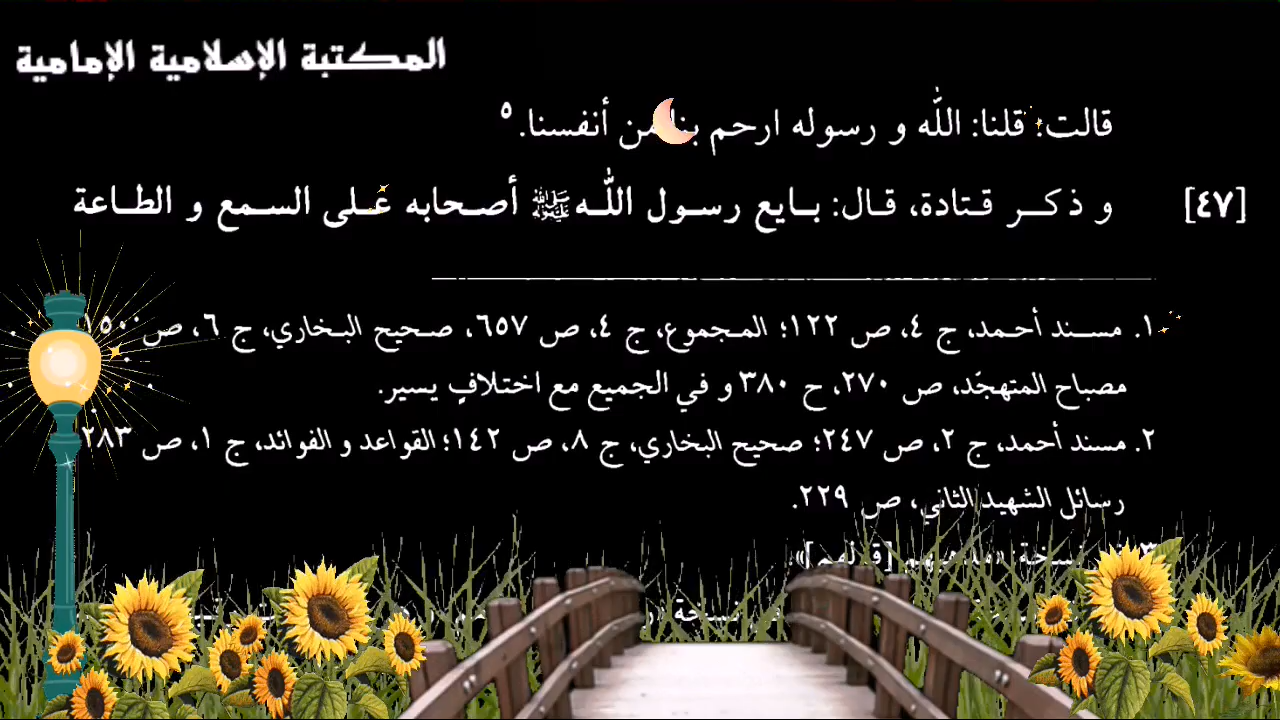 المكتبة الإسلامية الإمامية
قالت: قلنا: اللّه و رسوله ارحم بنا من أنفسنا.٥
[٤٧] و ذكر قتادة، قال: بايع رسول اللّه ﷺ أصحابه على السمع و الطاعة
١. مسند أحمد، ج ٤، ص ١٢٢؛ المجموع، ج ٤، ص ٦٥٧، صحيح البخاري، ج ٦، ص ١٥٠
مصباح المتهجّد، ص ٢٧٠، ح ٣٨٠ و في الجميع مع اختلافٍ يسير.
٢. مسند أحمد، ج ٢، ص ٢٤٧؛ صحيح البخاري، ج ٨، ص ١٤٢؛ القواعد و الفوائد، ج ١، ص ٢٨٣
رسائل الشهيد الثاني، ص ٢٢٩.
٣
نسخة